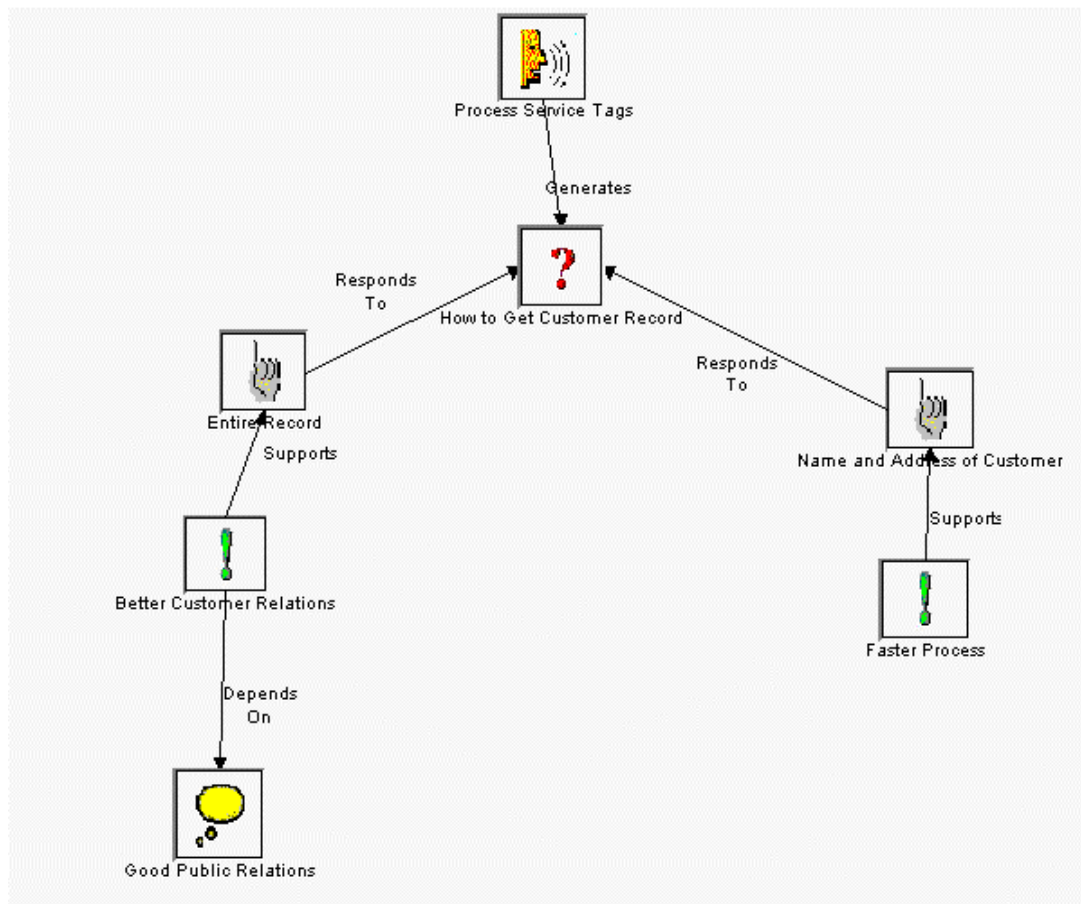 Process Service Tags
Generates
Responds
To
How to Get Customer Record
Responds
To
Entire Record
Supports
Name and Address of Customer
Supports
Better Customer Relations
Faster Process
Depends
On
Good Public Relations